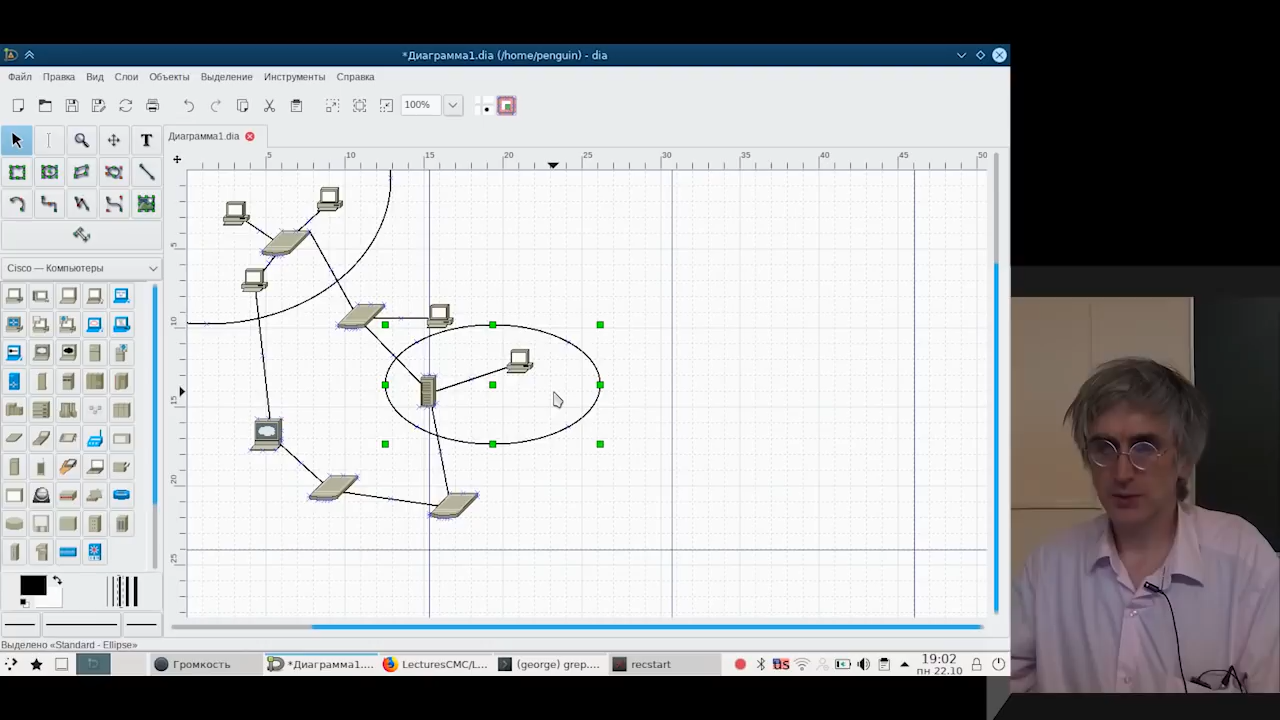 *Диаграмма1.dia (/home/penguin) - dia
Файл Правка Вид Слои Объекты Выделение Инструменты Справка
100%
T Диаграмма1.dia
5 10 15 20 25 30 35 40 45 50
5
10
15
20
25
Cisco — Компьютеры
Выделено «Standard - Ellipse»
Громкость *Диаграмма1.... LecturesCMC/L... (george) grep.... recstart US 19:02
пн 22.10